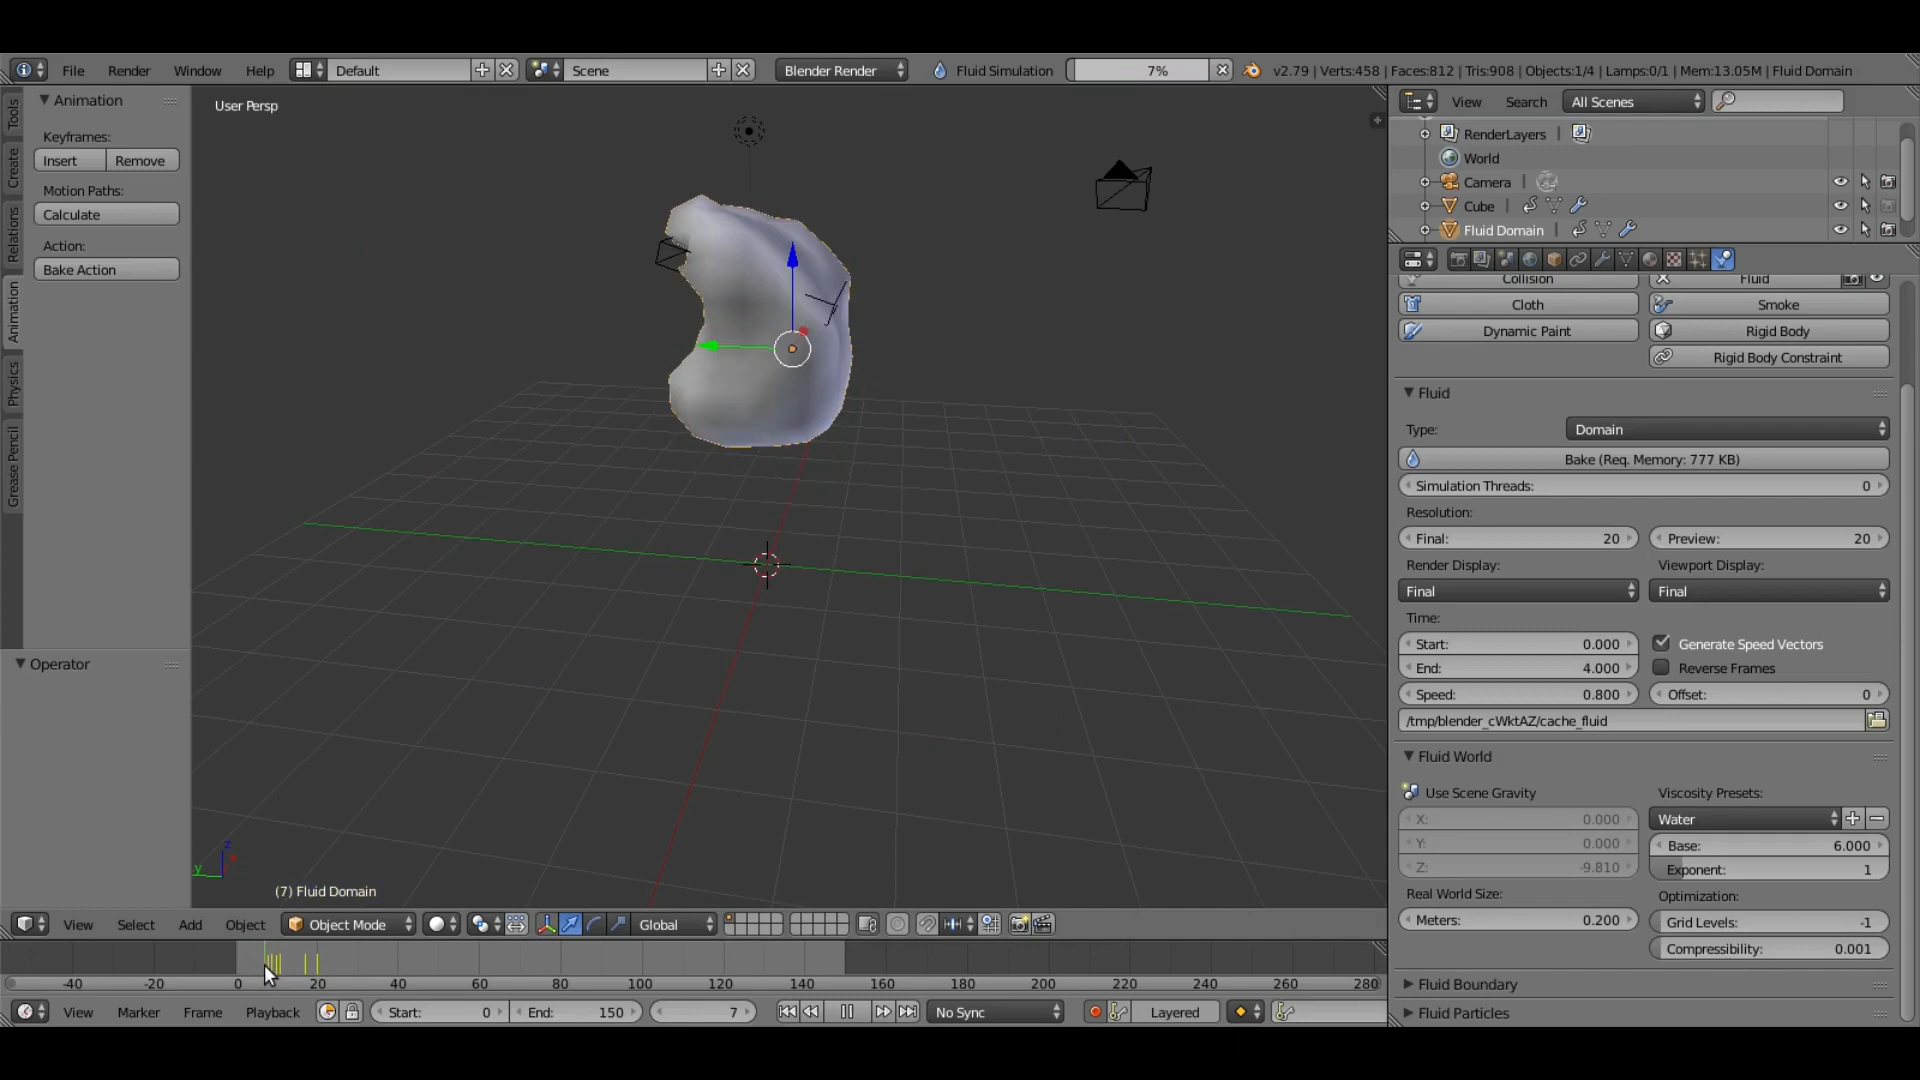 File Render Window Help Default Scene Blender Render Fluid Simulation 7% v2.79 | Verts:458 | Faces:812 | Tris:908 | Objects:1/4 | Lamps:0/1 | Mem:13.05M | Fluid Domain
Tools
Create
Relations
Animation
Physics
Grease Pencil
Animation
Keyframes:
Insert Remove
Motion Paths:
Calculate
Action:
Bake Action
Operator
User Persp
z
y
(7) Fluid Domain
View Search All Scenes
RenderLayers |
World
Camera |
Cube |
Fluid Domain |
Collision Fluid
Cloth Smoke
Dynamic Paint Rigid Body
Rigid Body Constraint
Fluid
Type: Domain
Bake (Req. Memory: 777 KB)
Simulation Threads: 0
Resolution:
Final: 20 Preview: 20
Render Display: Viewport Display:
Final Final
Time:
Start: 0.000 Generate Speed Vectors
End: 4.000 Reverse Frames
Speed: 0.800 Offset: 0
/tmp/blender_cWktAZ/cache_fluid
Fluid World
Use Scene Gravity Viscosity Presets:
X: 0.000 Water
Y: 0.000 Base: 6.000
Z: -9.810 Exponent: 1
Real World Size: Optimization:
Meters: 0.200 Grid Levels: -1
Compressibility: 0.001
Fluid Boundary
Fluid Particles
View Select Add Object Object Mode Global
-40 -20 0 20 40 60 80 100 120 140 160 180 200 220 240 260 280
View Marker Frame Playback Start: 0 End: 150 7 No Sync Layered